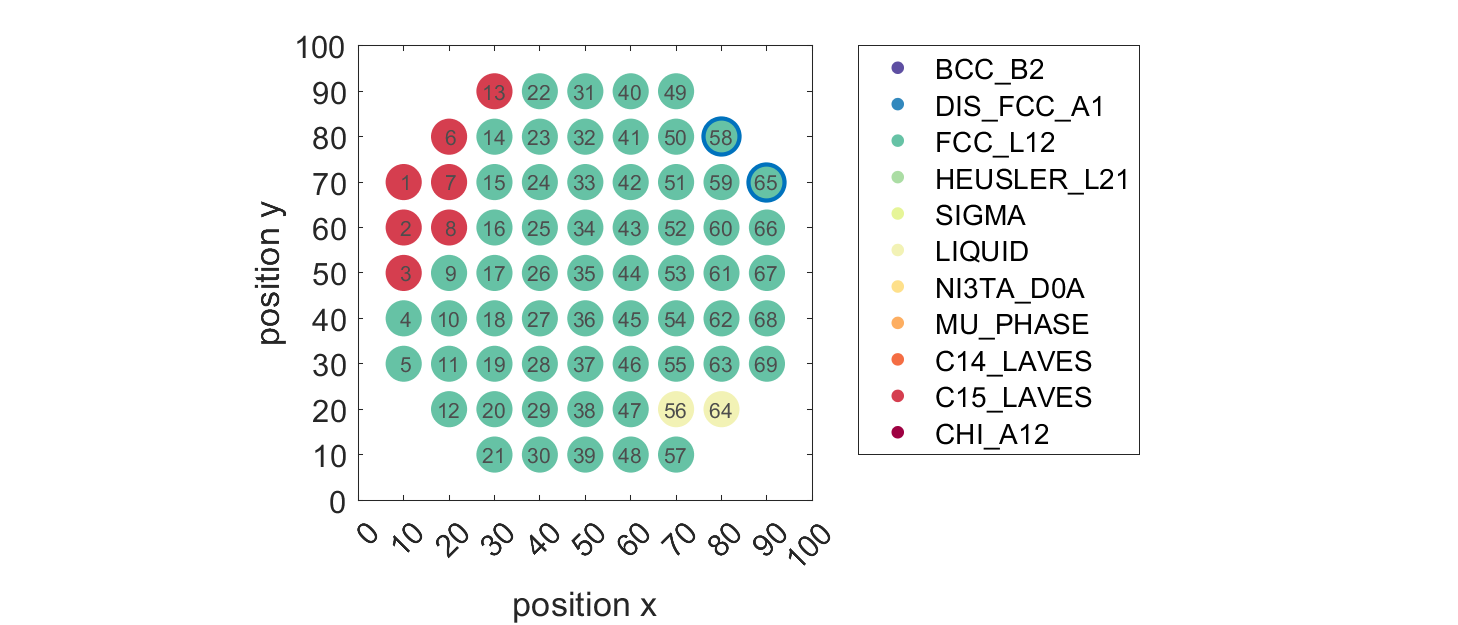 100
90
80
70
60
50
40
30
20
10
0
13 22 31 40 49
6 14 23 32 41 50 58
1 7 15 24 33 42 51 59 65
2 8 16 25 34 43 52 60 66
3 9 17 26 35 44 53 61 67
4 10 18 27 36 45 54 62 68
5 11 19 28 37 46 55 63 69
12 20 29 38 47 56 64
21 30 39 48 57
0 10 20 30 40 50 60 70 80 90 100
position x
position y
BCC_B2
DIS_FCC_A1
FCC_L12
HEUSLER_L21
SIGMA
LIQUID
NI3TA_D0A
MU_PHASE
C14_LAVES
C15_LAVES
CHI_A12